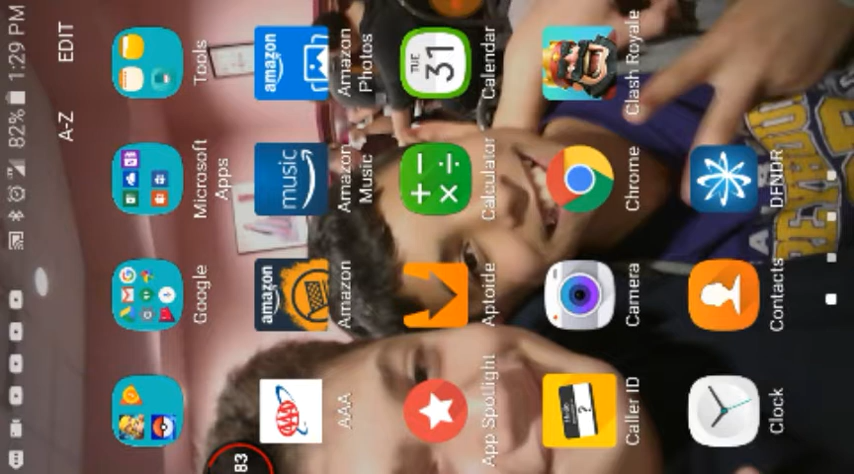 82% 1:29 PM
A-Z EDIT
Google Microsoft Apps Tools
83
AAA amazon music amazon
AAA Amazon Amazon Music Amazon Photos
TUE
31
App Spotlight Aptoide Calculator Calendar
Caller ID Camera Chrome Clash Royale
Clock Contacts DFNDR